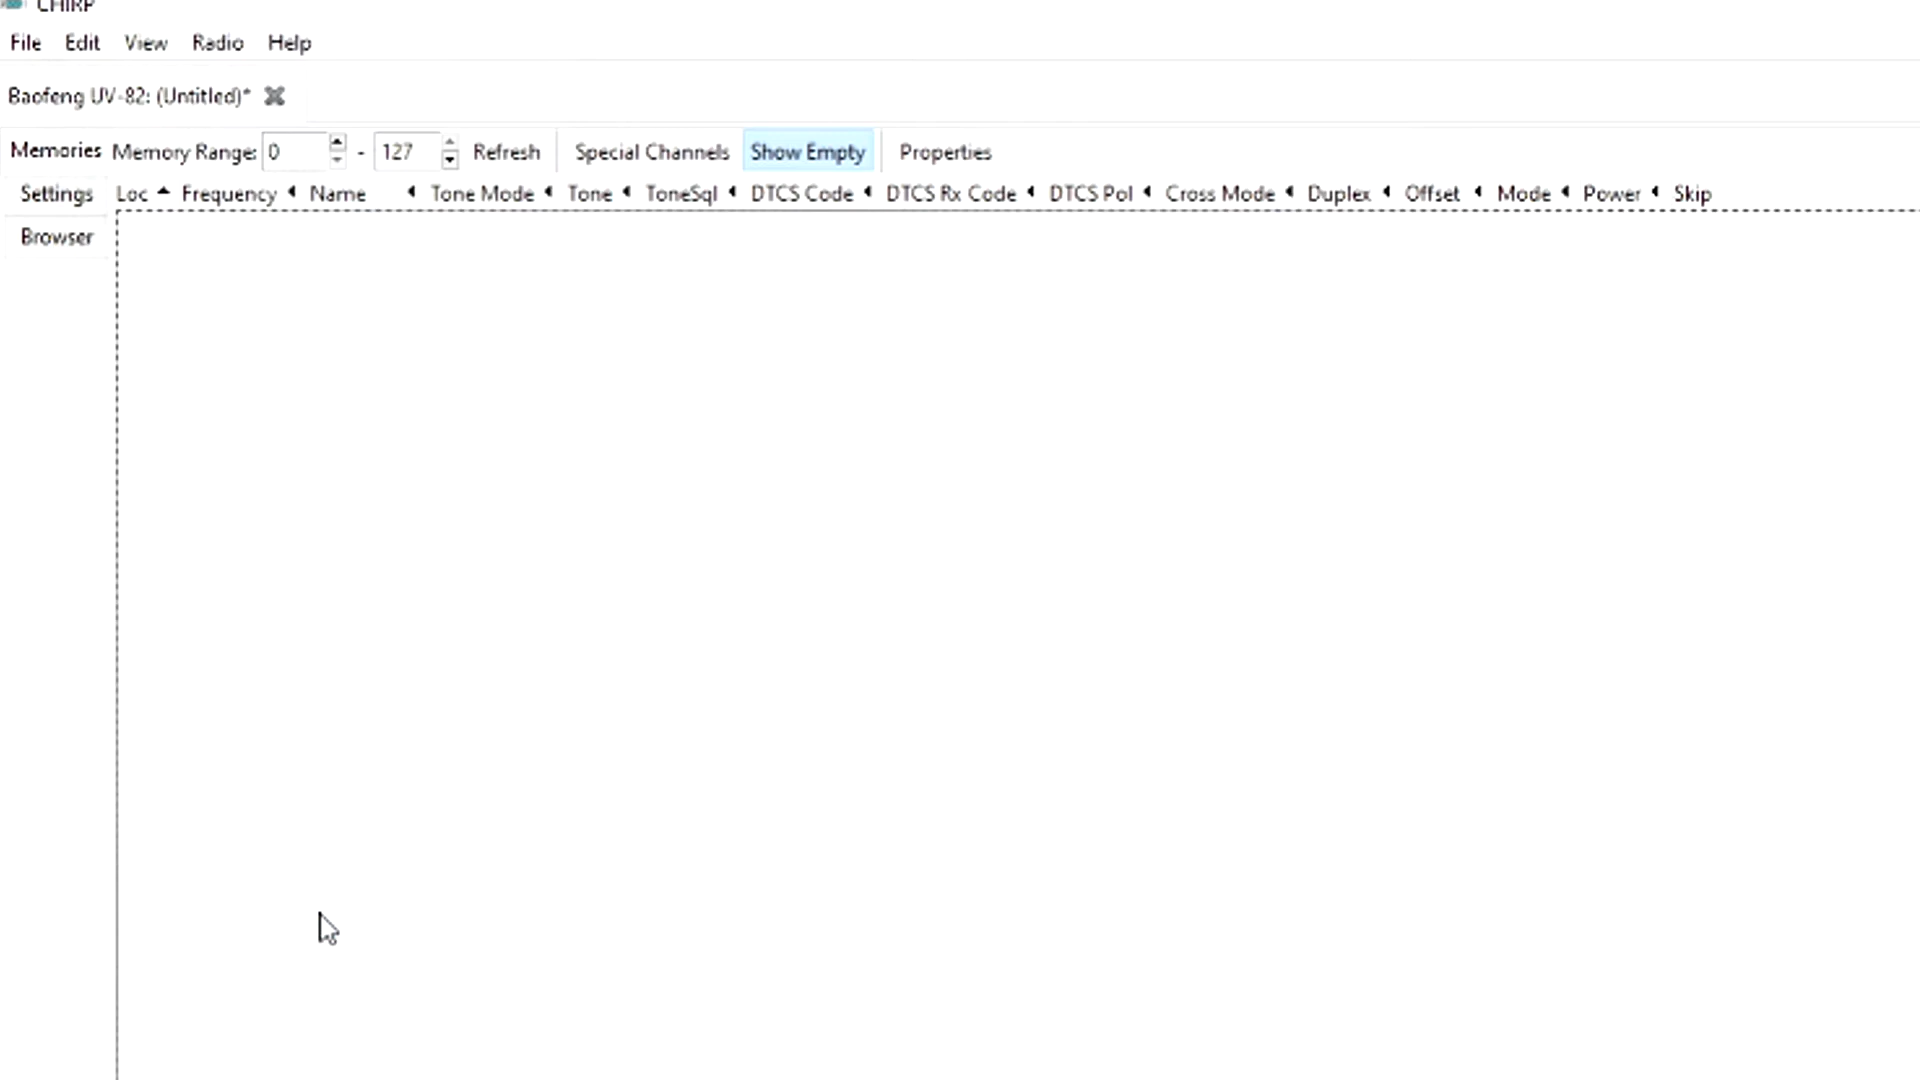 CHIRP
File Edit View Radio Help
Baofeng UV-82: (Untitled)*
Memories Memory Range: 0 - 127 Refresh Special Channels Show Empty Properties
Settings Loc Frequency Name Tone Mode Tone ToneSql DTCS Code DTCS Rx Code DTCS Pol Cross Mode Duplex Offset Mode Power Skip
Browser